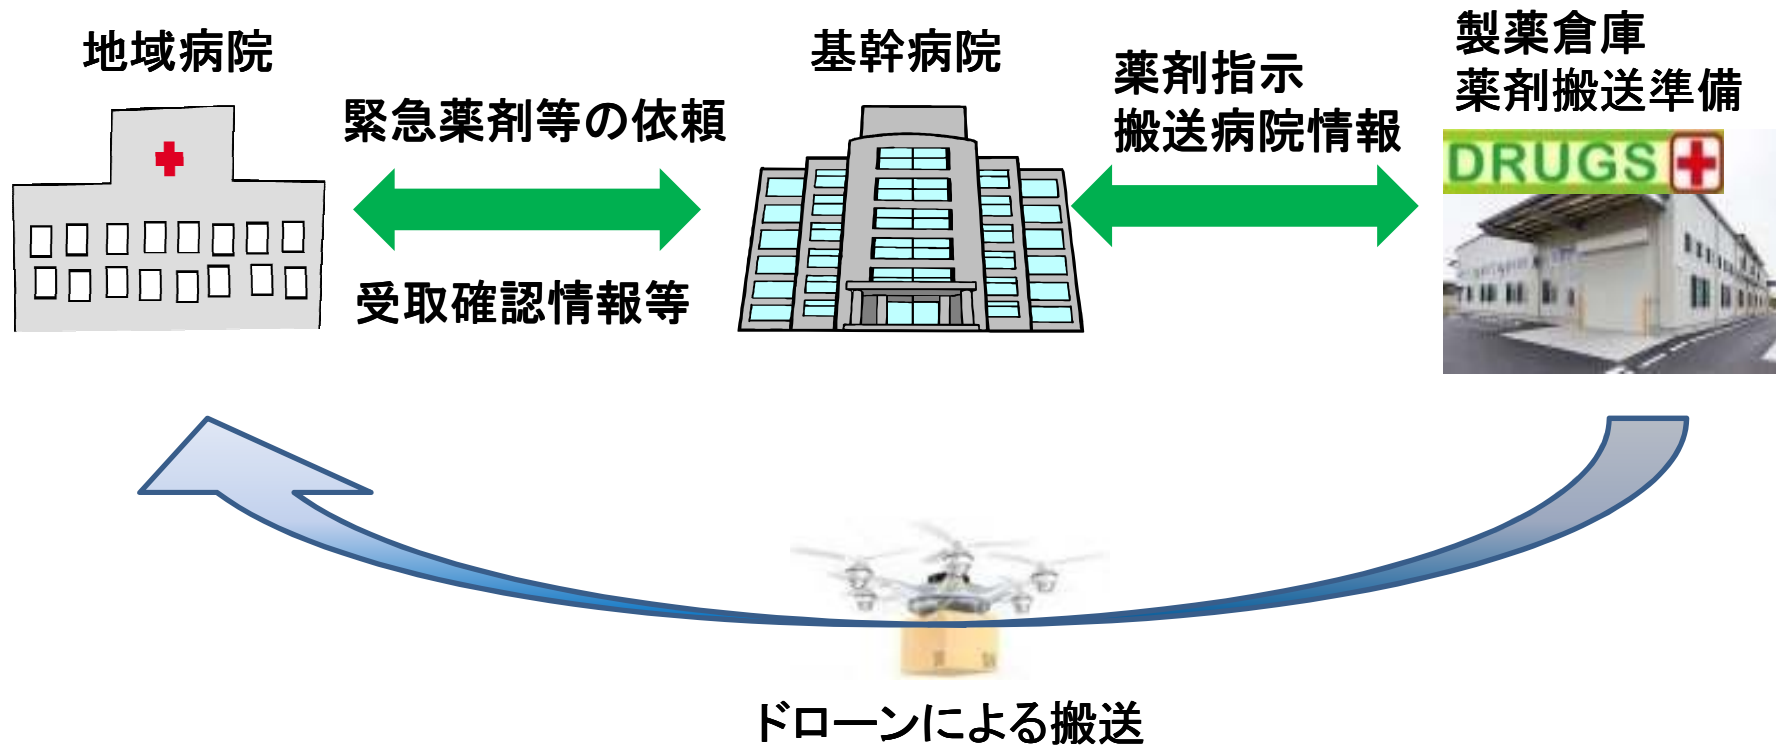 地域病院
緊急薬剤等の依頼
受取確認情報等
基幹病院
薬剤指示
搬送病院情報
製薬倉庫
薬剤搬送準備
DRUGS
ドローンによる搬送